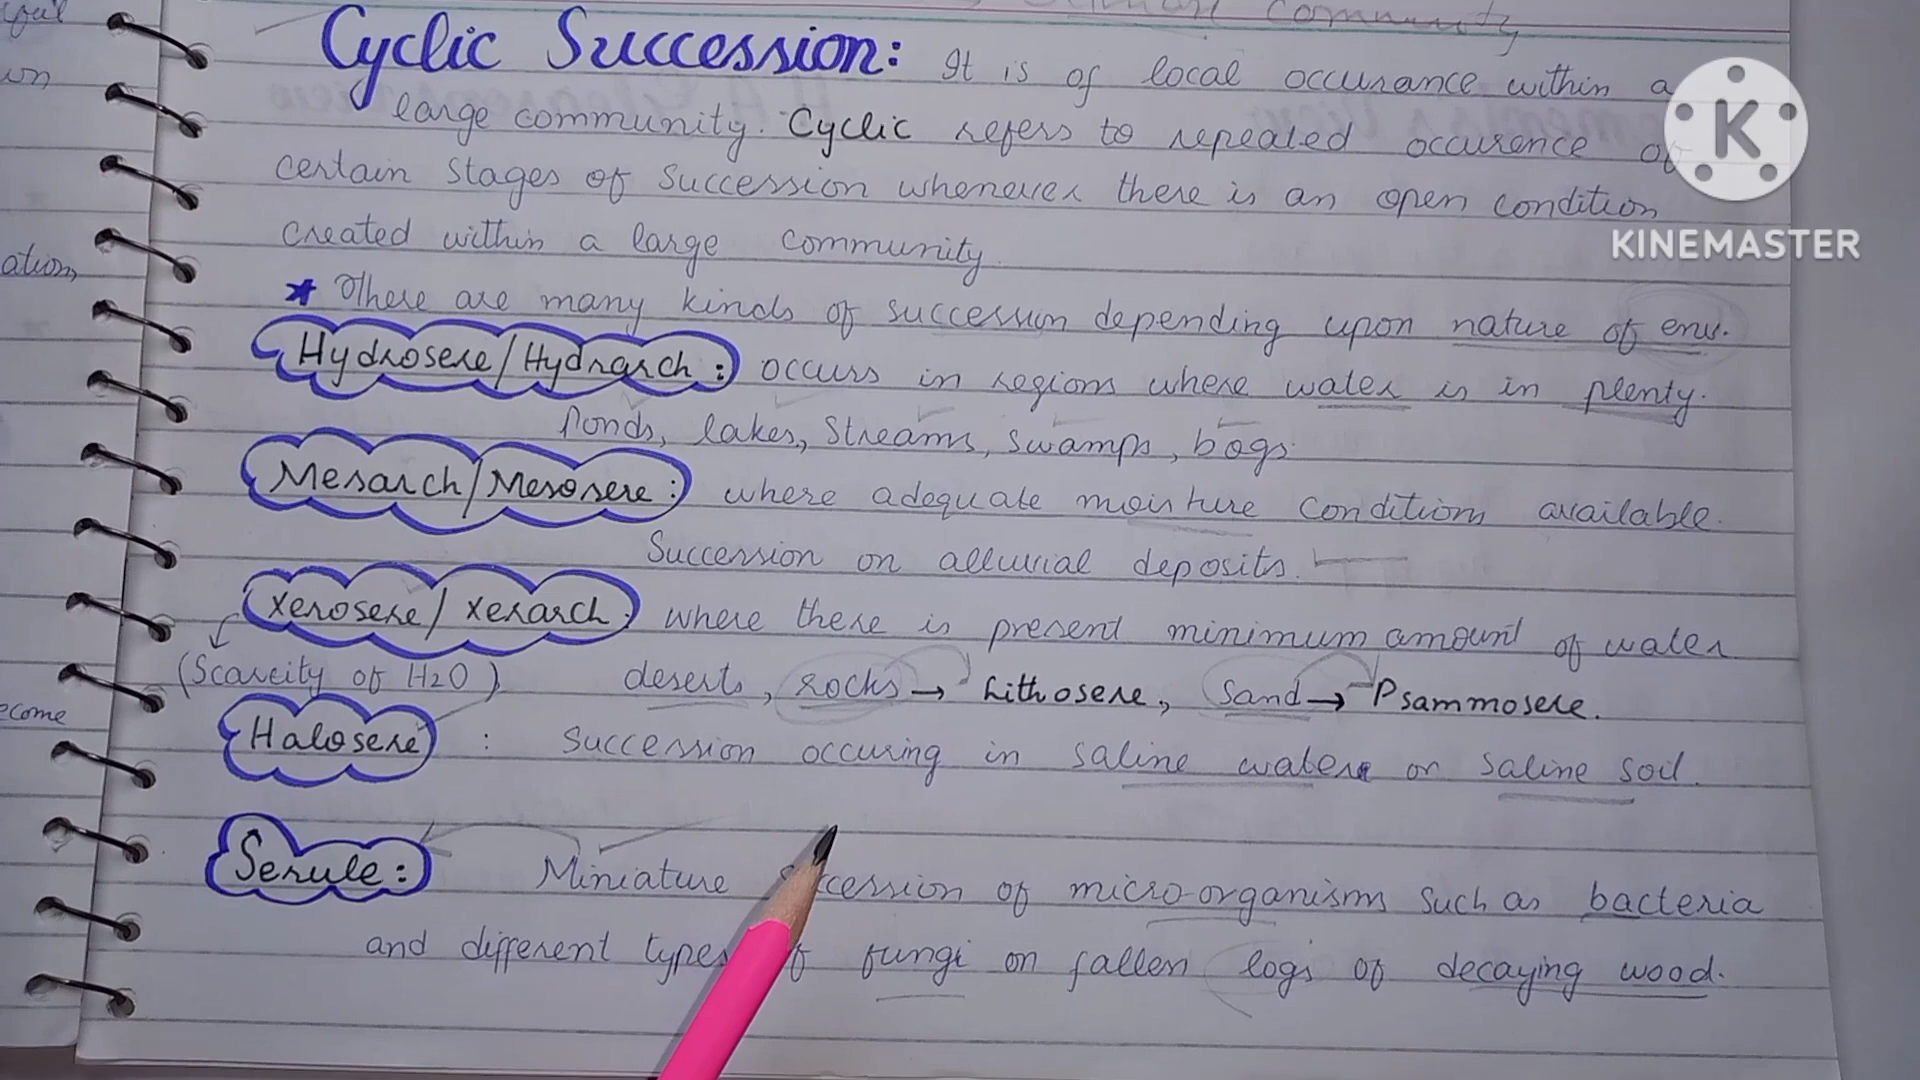 Community
Cyclic Succession: It is of local occurance within a
large community. Cyclic refers to repeated occurence of
certain stages of succession whenever there is an open condition
created within a large community.
* There are many kinds of succession depending upon nature of env.
Hydrosere/Hydrarch: occurs in regions where water is in plenty.
Ponds, lakes, streams, swamps, bogs.
Mesarch/Mesosere: where adequate moisture conditions available.
Succession on alluvial deposits.
Xerosere/Xerarch: where there is present minimum amount of water
(Scarcity of H2O) deserts, rocks → Lithosere, Sand → Psammosere.
Halosere : Succession occuring in saline water or saline soil.
Serule: Miniature of micro-organisms such as bacteria
and different types of fungi on fallen logs of decaying wood.
ation,
ecome
K
KINEMASTER